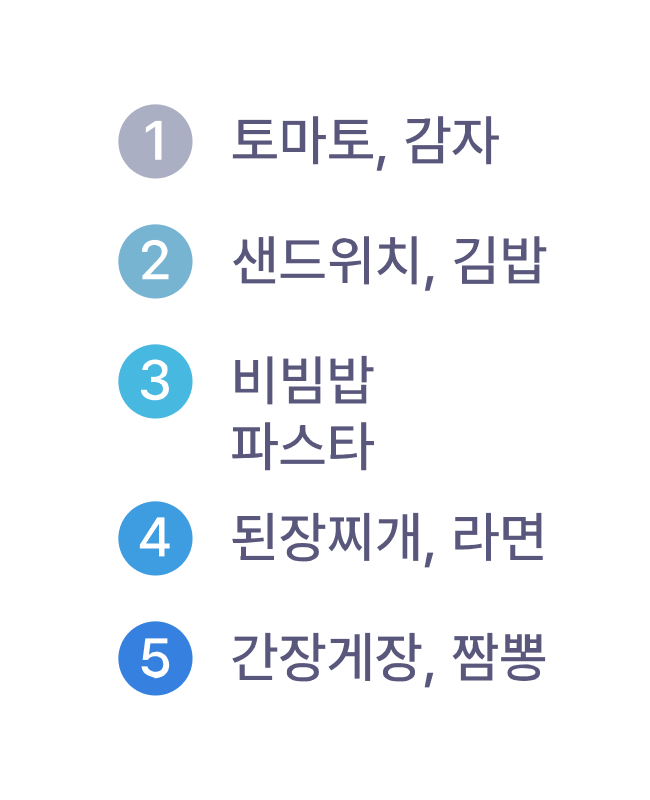 1 토마토, 감자
2 샌드위치, 김밥
3 비빔밥
파스타
4 된장찌개, 라면
5 간장게장, 짬뽕